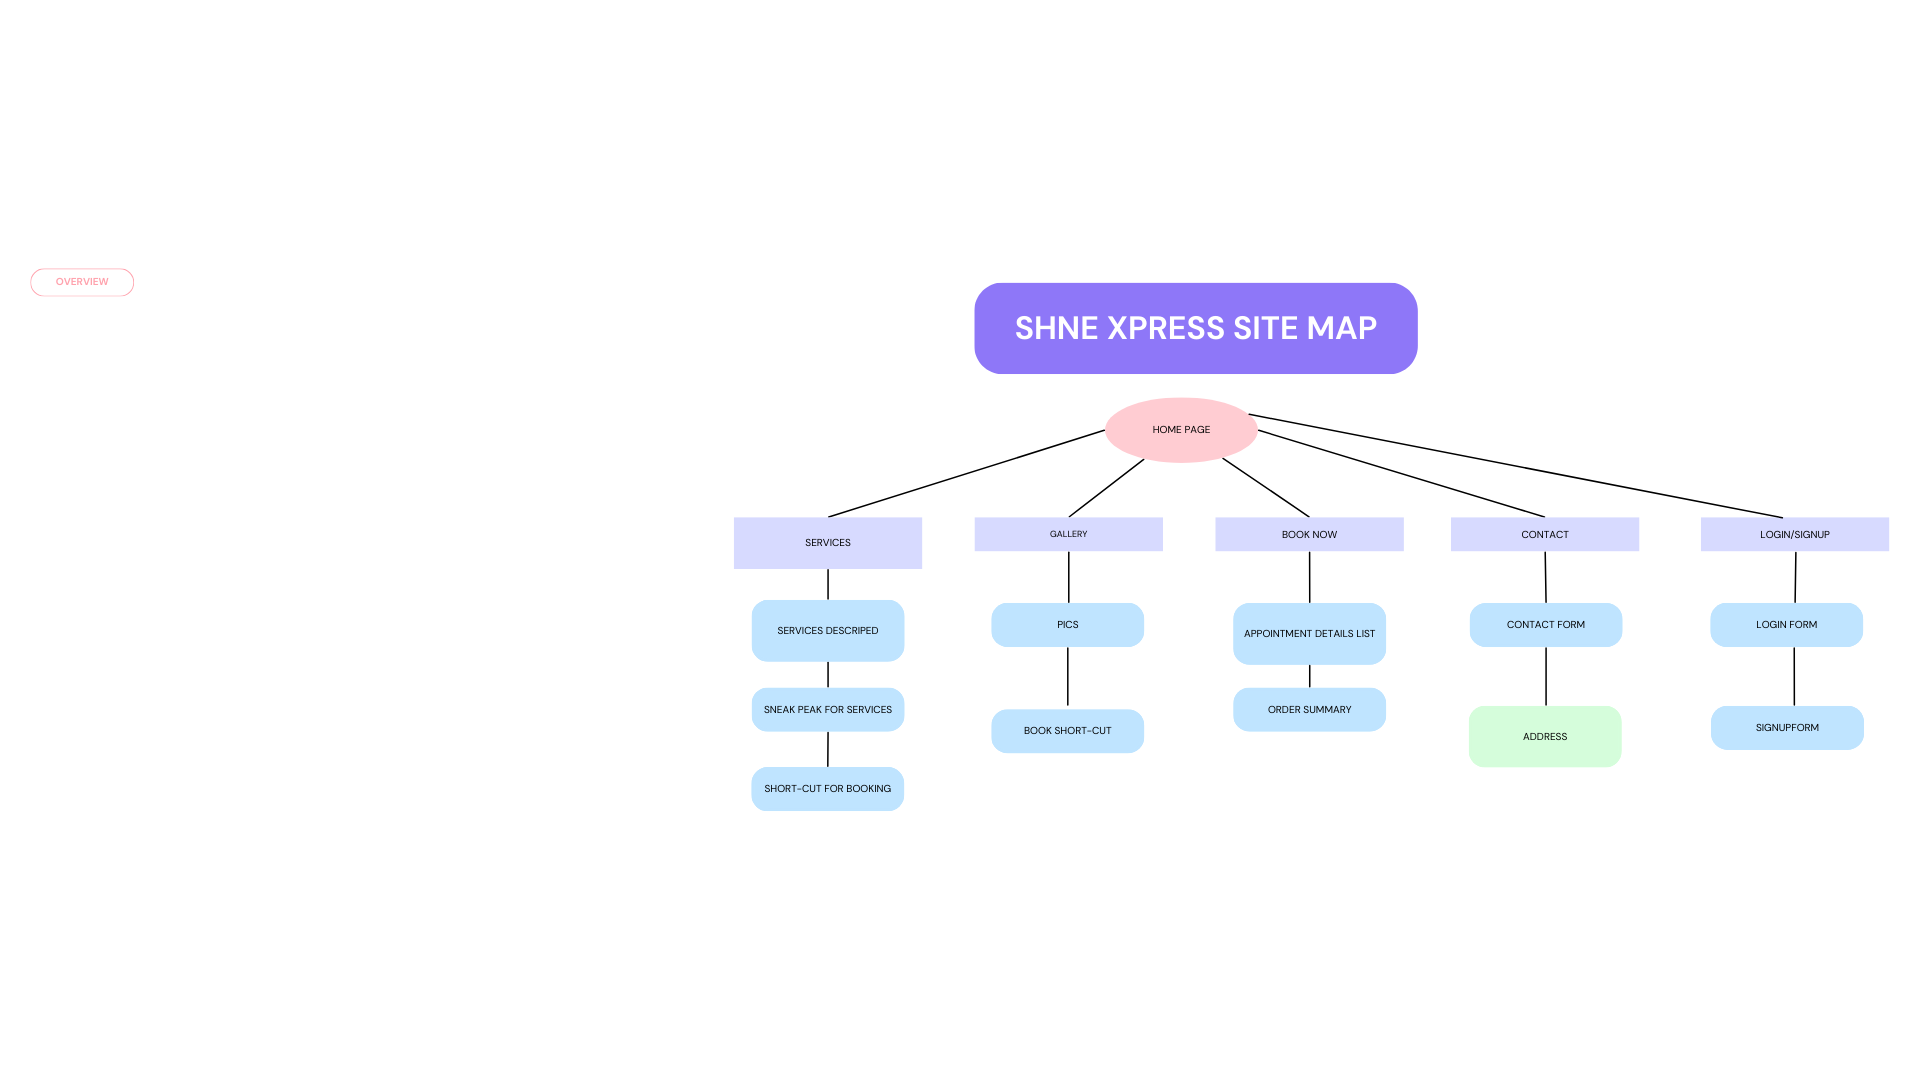 OVERVIEW
SHNE XPRESS SITE MAP
HOME PAGE
SERVICES
GALLERY
BOOK NOW
CONTACT
LOGIN/SIGNUP
SERVICES DESCRIPED
PICS
APPOINTMENT DETAILS LIST
CONTACT FORM
LOGIN FORM
SNEAK PEAK FOR SERVICES
BOOK SHORT-CUT
ORDER SUMMARY
ADDRESS
SIGNUPFORM
SHORT-CUT FOR BOOKING